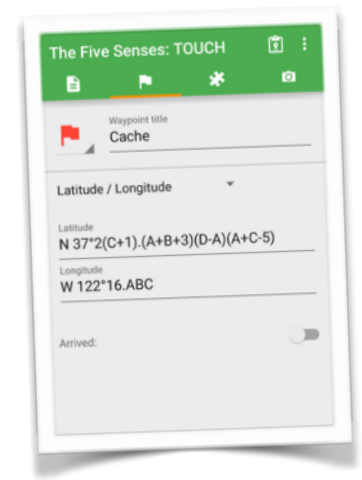 The Five Senses: TOUCH
Waypoint title
Cache
Latitude / Longitude
Latitude
N 37°2(C+1).(A+B+3)(D-A)(A+C-5)
Longitude
W 122°16.ABC
Arrived: